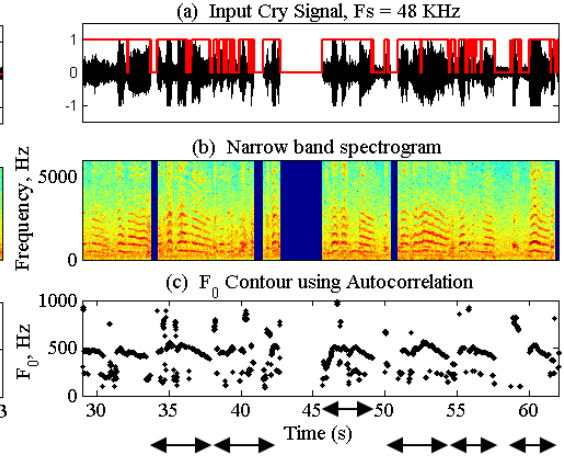 (a) Input Cry Signal, Fs = 48 KHz
1
0
-1
(b) Narrow band spectrogram
Frequency, Hz
5000
0
(c) F0 Contour using Autocorrelation
F0, Hz
1000
500
0
3
30 35 40 45 50 55 60
Time (s)